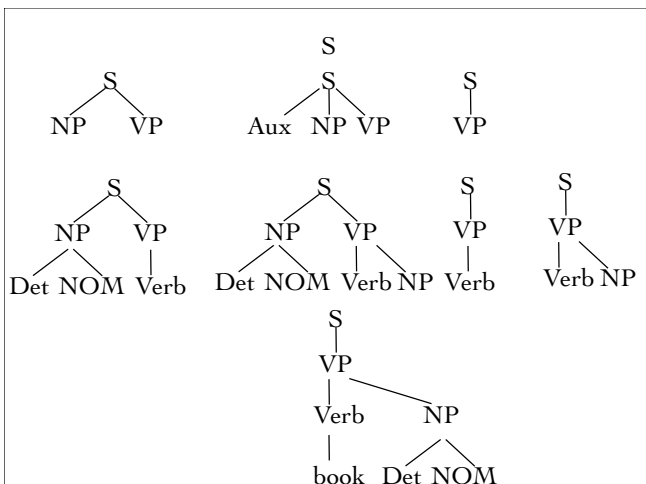 S
S S S
NP VP Aux NP VP VP
S S S S
NP VP NP VP VP VP
Det NOM Verb Det NOM Verb NP Verb Verb NP
S
VP
Verb NP
book Det NOM